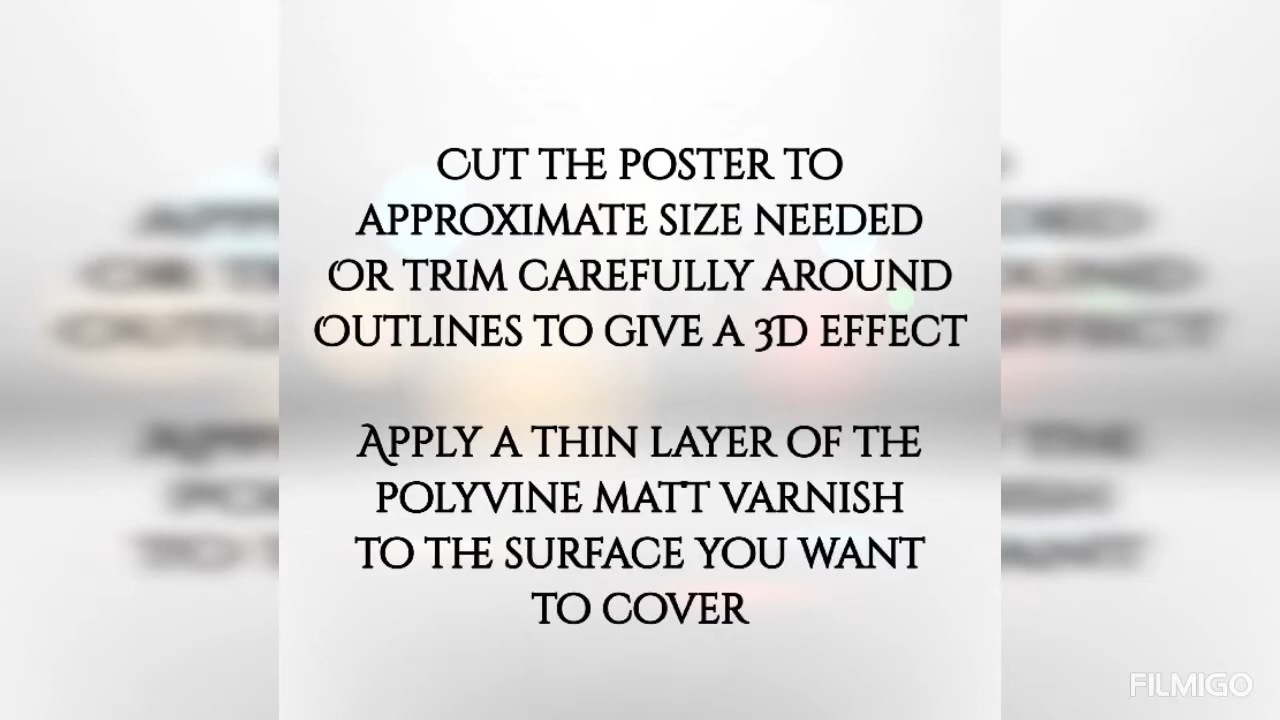 Cut the poster to
approximate size needed
Or trim carefully around
Outlines to give a 3D effect
Apply a thin layer of the
polyvine matt varnish
to the surface you want
to cover
FILMIGO